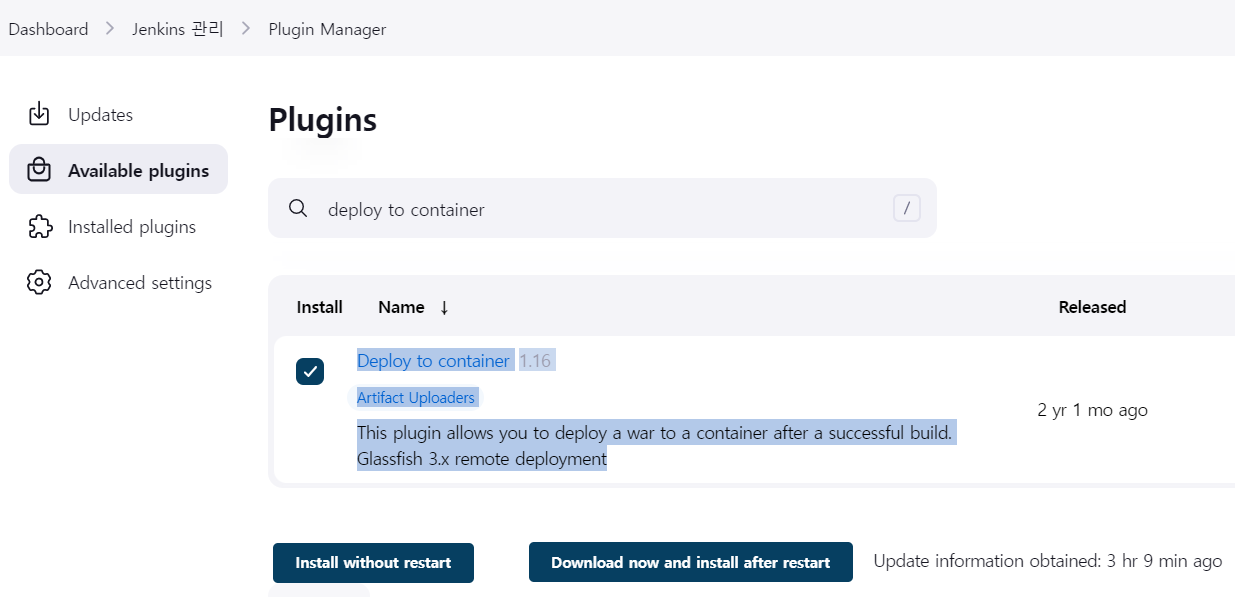 Dashboard > Jenkins 관리 > Plugin Manager
Updates
Available plugins
Installed plugins
Advanced settings
Plugins
deploy to container /
Install Name ↓ Released
Deploy to container 1.16
Artifact Uploaders
This plugin allows you to deploy a war to a container after a successful build.
Glassfish 3.x remote deployment
2 yr 1 mo ago
Install without restart
Download now and install after restart
Update information obtained: 3 hr 9 min ago